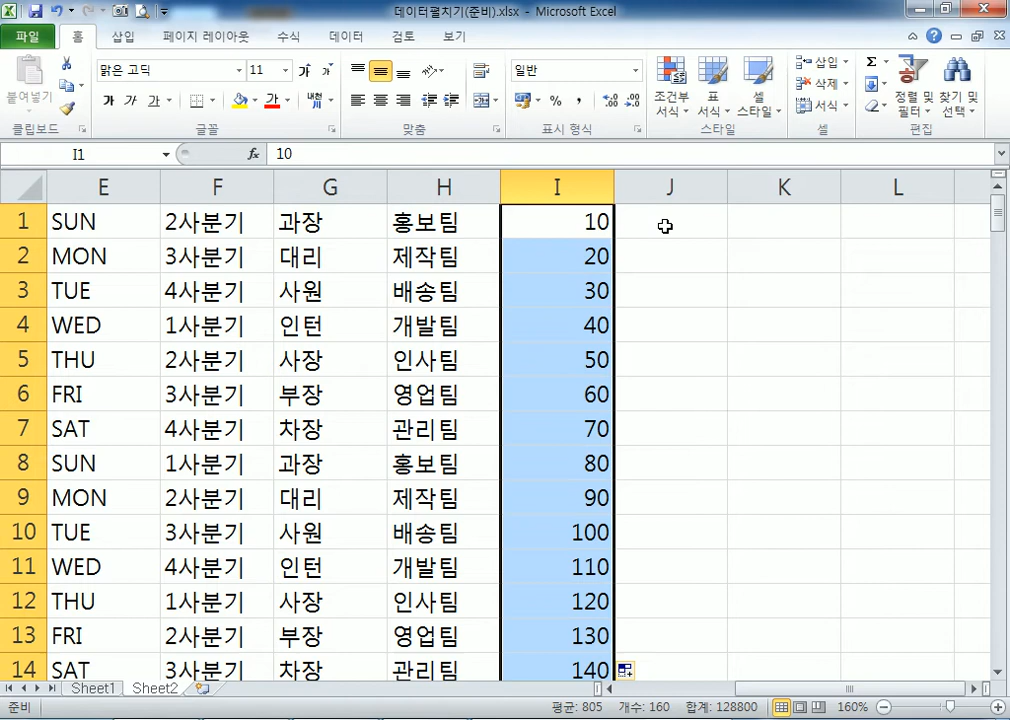 데이터펼치기(준비).xlsx - Microsoft Excel
파일 홈 삽입 페이지 레이아웃 수식 데이터 검토 보기
붙여넣기
클립보드
맑은 고딕 11
가 가 가 가 가 내천
글꼴
맞춤
일반
% ,
표시 형식
조건부 서식
표 서식
셀 스타일
스타일
삽입
삭제
서식
셀
Σ
정렬 및 필터
찾기 및 선택
편집
I1 fx 10
E F G H I J K L
1 SUN 2사분기 과장 홍보팀 10
2 MON 3사분기 대리 제작팀 20
3 TUE 4사분기 사원 배송팀 30
4 WED 1사분기 인턴 개발팀 40
5 THU 2사분기 사장 인사팀 50
6 FRI 3사분기 부장 영업팀 60
7 SAT 4사분기 차장 관리팀 70
8 SUN 1사분기 과장 홍보팀 80
9 MON 2사분기 대리 제작팀 90
10 TUE 3사분기 사원 배송팀 100
11 WED 4사분기 인턴 개발팀 110
12 THU 1사분기 사장 인사팀 120
13 FRI 2사분기 부장 영업팀 130
14 SAT 3사분기 차장 관리팀 140
Sheet1 Sheet2
준비 평균: 805 개수: 160 합계: 128800 160%